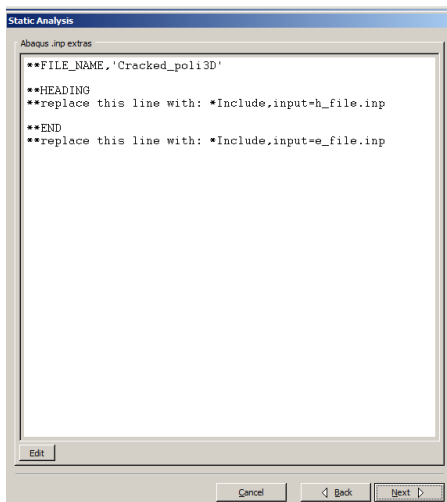 Static Analysis
Abaqus .inp extras
**FILE_NAME,'Cracked_poli3D'
**HEADING
**replace this line with: *Include,input=h_file.inp
**END
**replace this line with: *Include,input=e_file.inp
Edit
Cancel
Back
Next